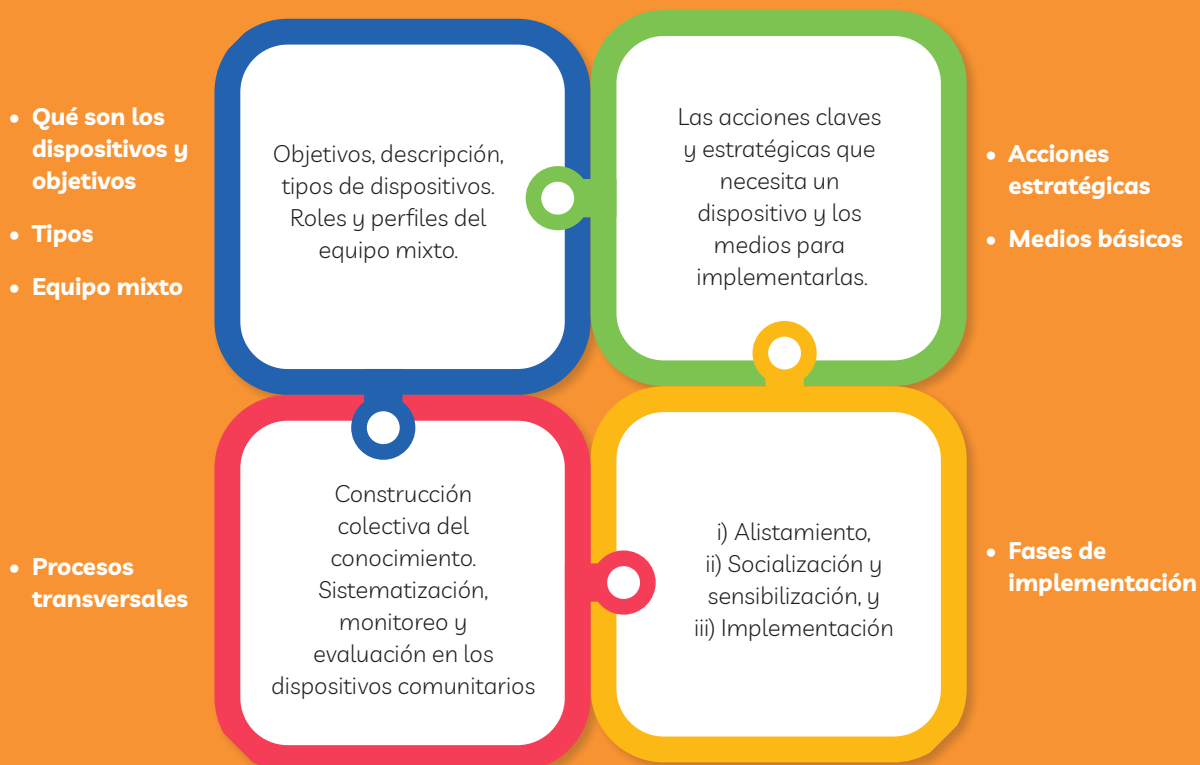 • Qué son los
dispositivos y
objetivos
• Tipos
• Equipo mixto
Objetivos, descripción,
tipos de dispositivos.
Roles y perfiles del
equipo mixto.
Las acciones claves
y estratégicas que
necesita un
dispositivo y los
medios para
implementarlas.
• Acciones
estratégicas
• Medios básicos
• Procesos
transversales
Construcción
colectiva del
conocimiento.
Sistematización,
monitoreo y
evaluación en los
dispositivos comunitarios
i) Alistamiento,
ii) Socialización y
sensibilización, y
iii) Implementación
• Fases de
implementación